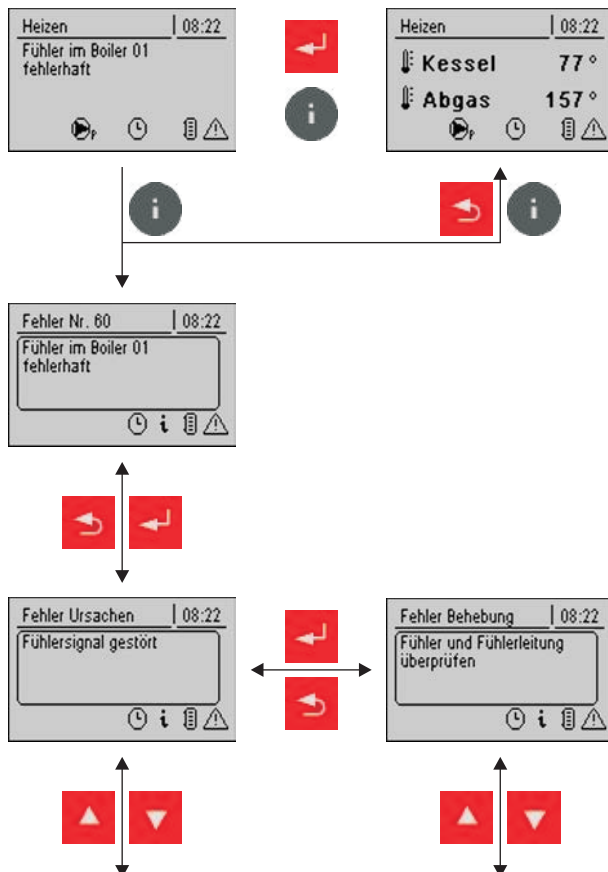 Heizen 08:22
Fühler im Boiler 01
fehlerhaft
P
i
Heizen 08:22
Kessel 77 °
Abgas 157 °
P
i
i
Fehler Nr. 60 08:22
Fühler im Boiler 01
fehlerhaft
i
Fehler Ursachen 08:22
Fühlersignal gestört
i
Fehler Behebung 08:22
Fühler und Fühlerleitung
überprüfen
i